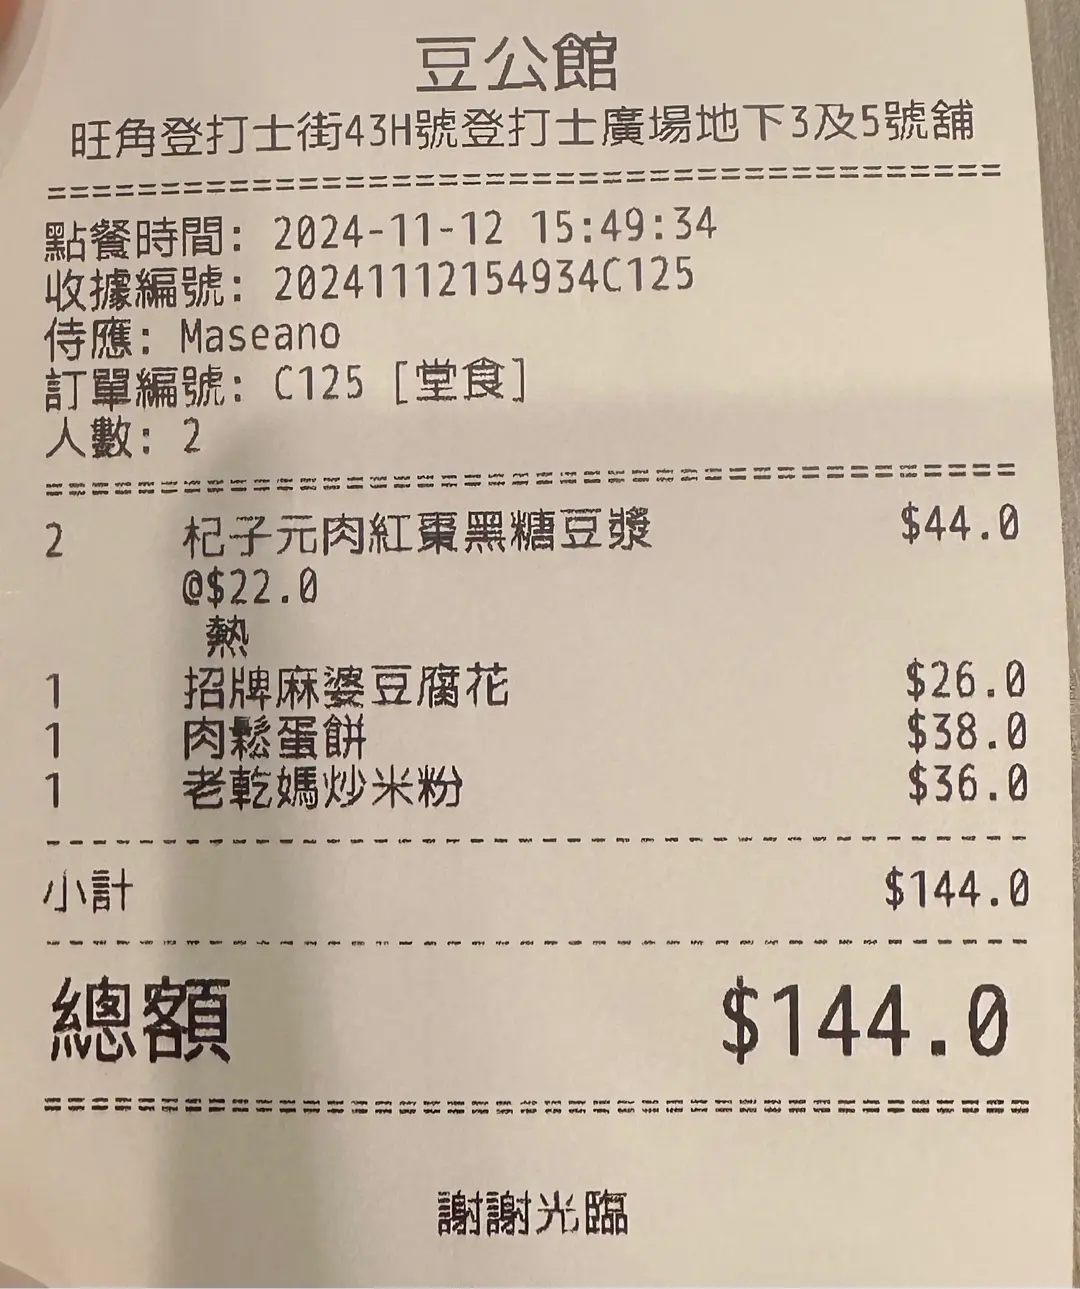 豆公館
旺角登打士街43H號登打士廣場地下3及5號舖
========================================
點餐時間: 2024-11-12 15:49:34
收據編號: 20241112154934C125
侍應: Maseano
訂單編號: C125 [堂食]
人數: 2
========================================
2 杞子元肉紅棗黑糖豆漿 $44.0
@$22.0
熱
1 招牌麻婆豆腐花 $26.0
1 肉鬆蛋餅 $38.0
1 老乾媽炒米粉 $36.0
----------------------------------------
小計 $144.0
----------------------------------------
總額 $144.0
========================================
謝謝光臨